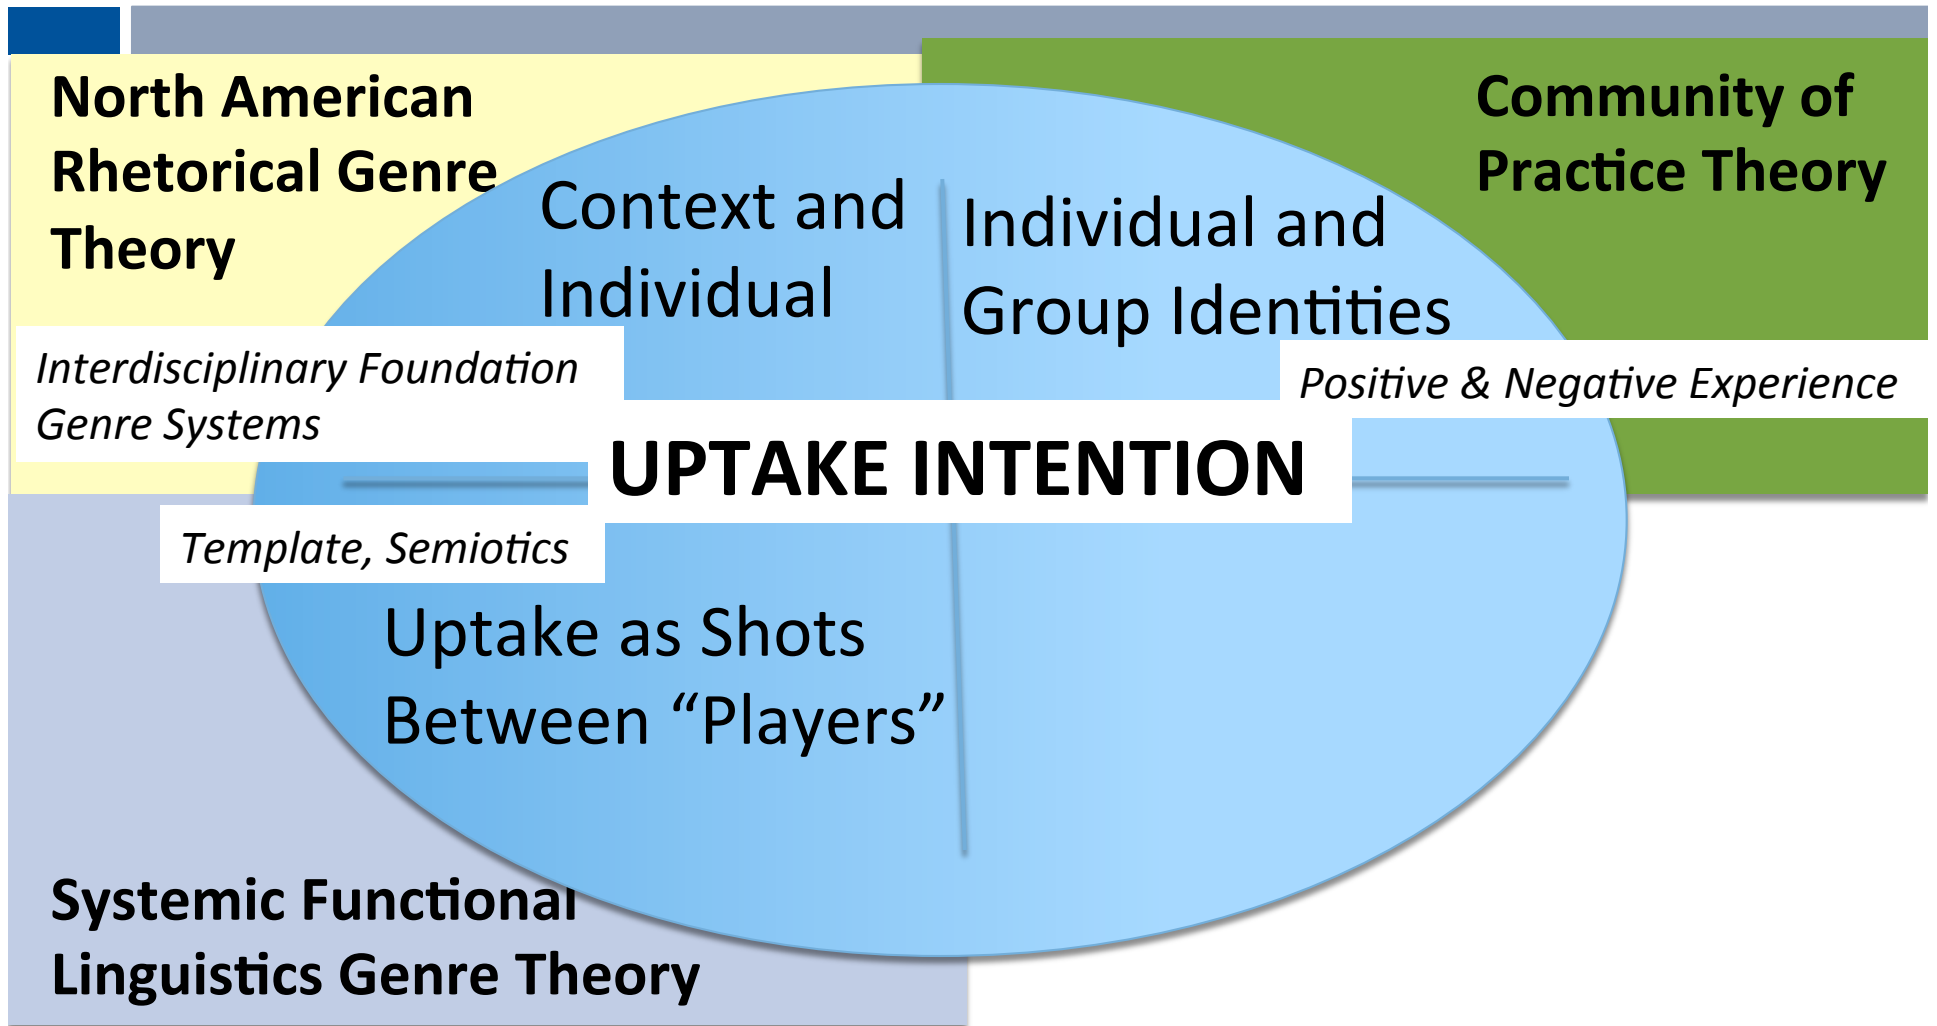 North American
Rhetorical Genre
Theory
Community of
Practice Theory
Context and
Individual
Individual and
Group Identities
Interdisciplinary Foundation
Genre Systems
Positive & Negative Experience
UPTAKE INTENTION
Template, Semiotics
Uptake as Shots
Between “Players”
Systemic Functional
Linguistics Genre Theory